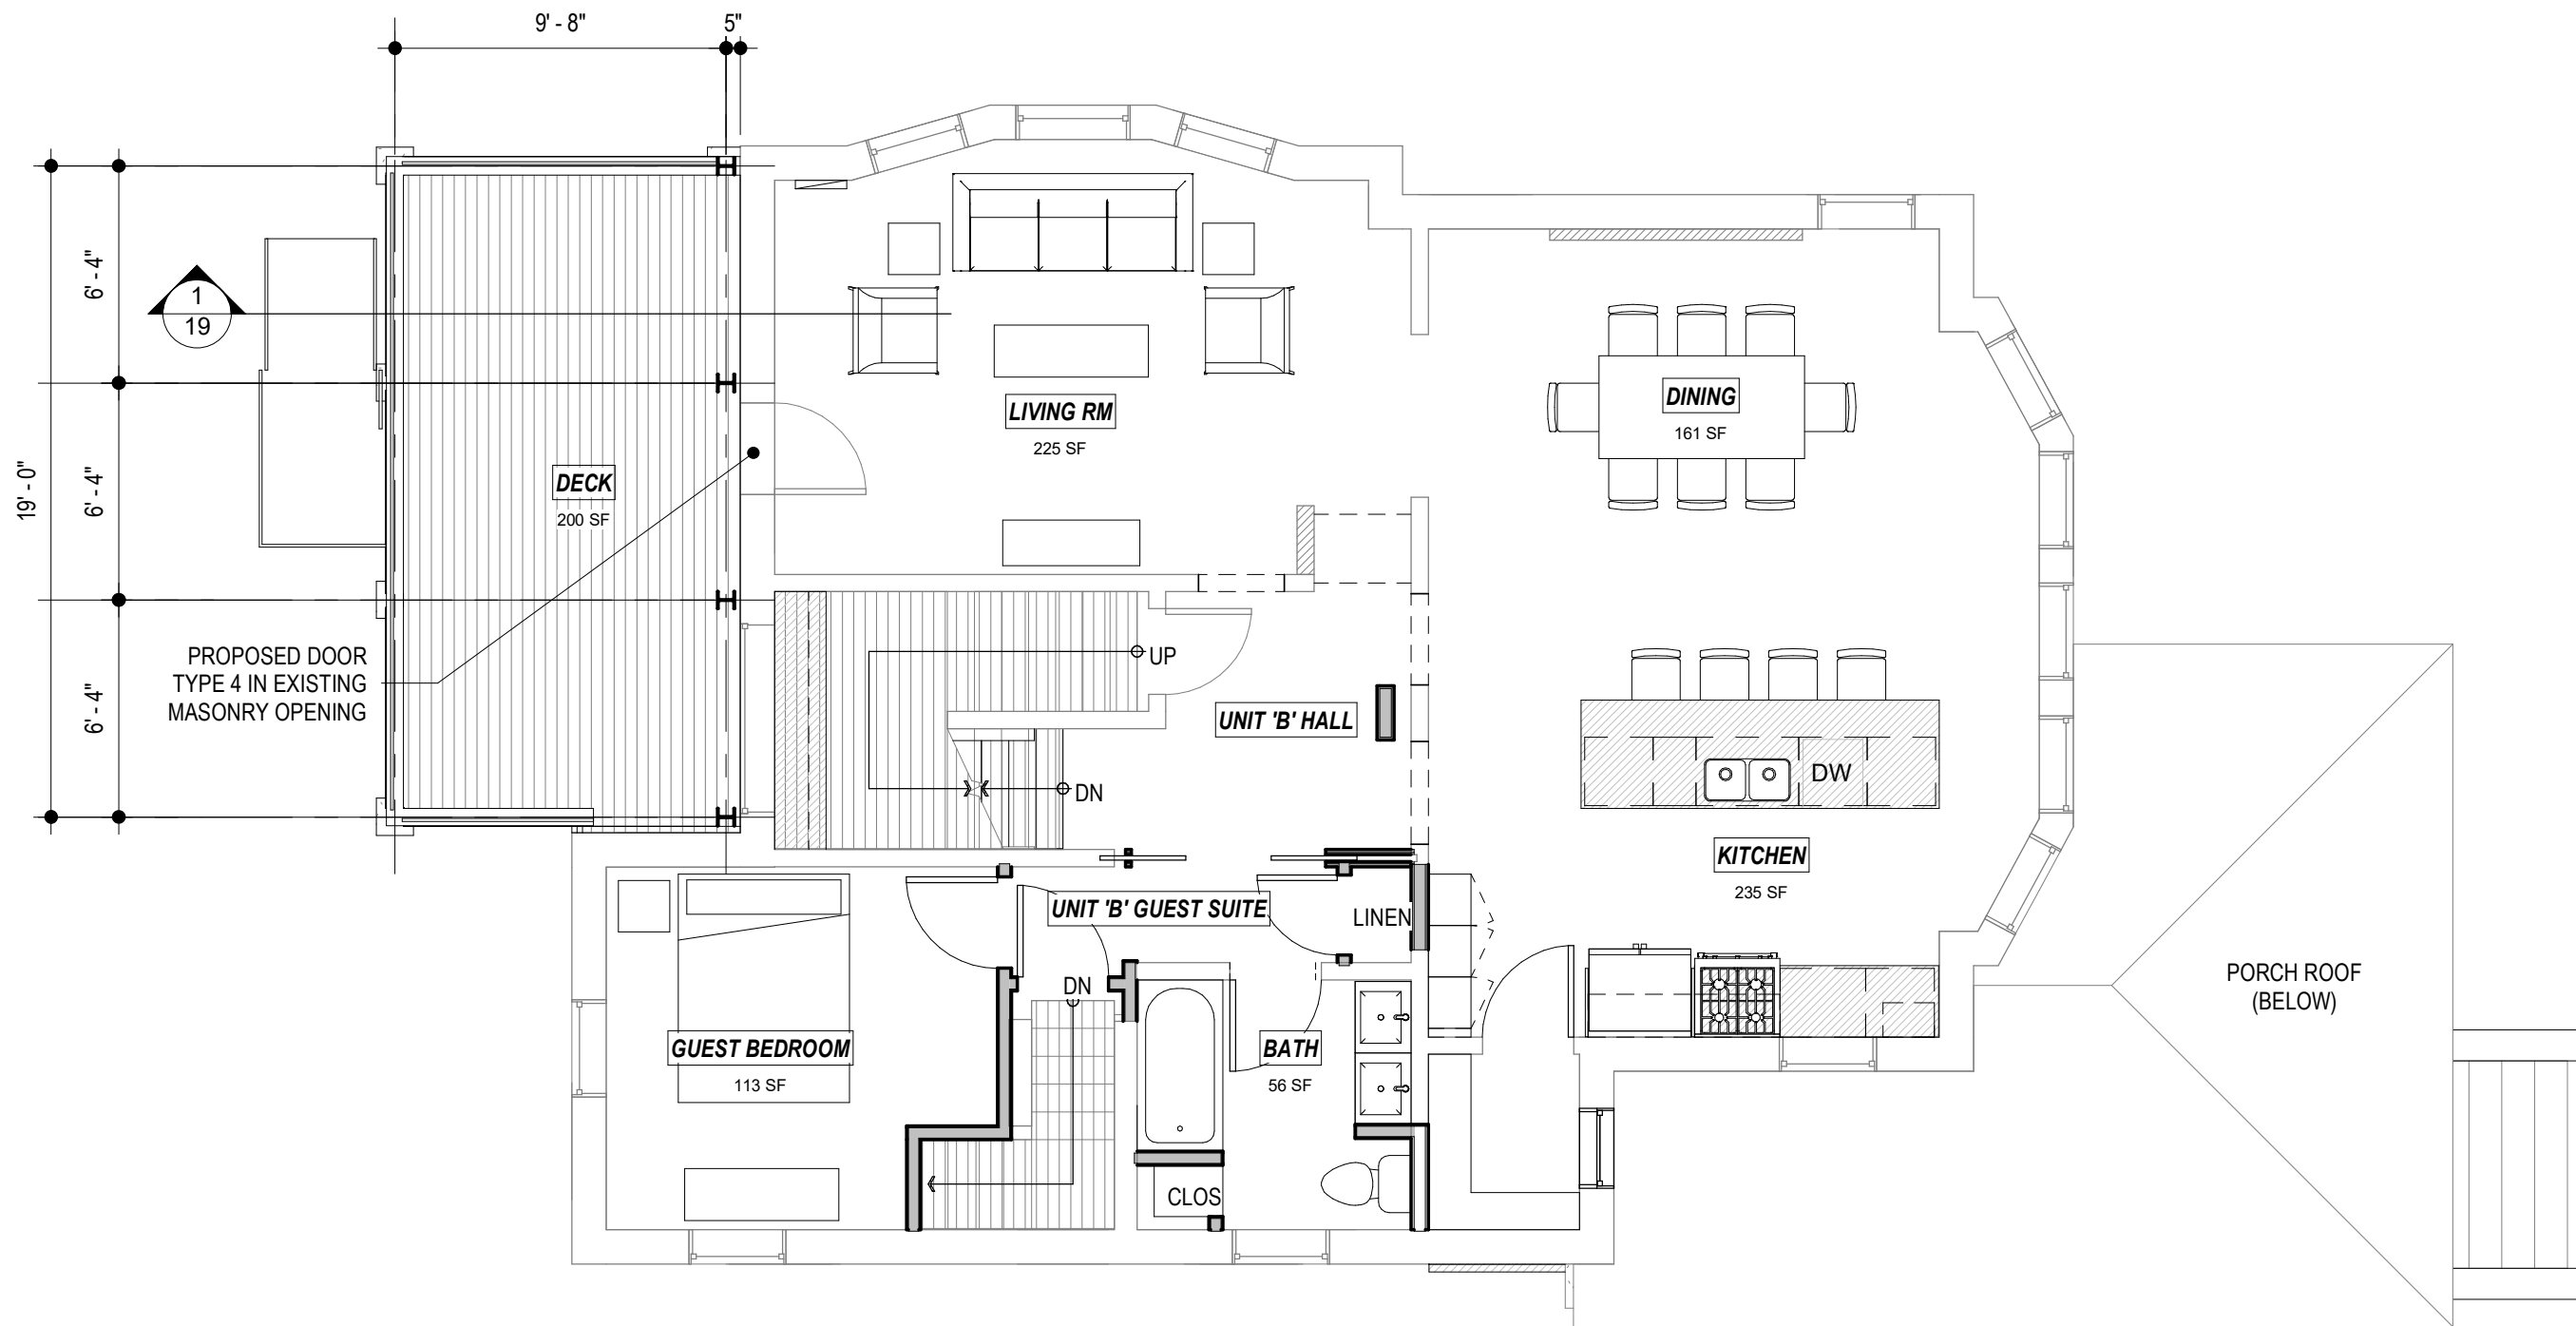 9' - 8"
5"
19' - 0"
6' - 4"
6' - 4"
6' - 4"
1
19
PROPOSED DOOR
TYPE 4 IN EXISTING
MASONRY OPENING
DECK
200 SF
LIVING RM
225 SF
DINING
161 SF
UP
DN
UNIT 'B' HALL
DW
KITCHEN
235 SF
UNIT 'B' GUEST SUITE
LINEN
DN
GUEST BEDROOM
113 SF
BATH
56 SF
CLOS
PORCH ROOF
(BELOW)